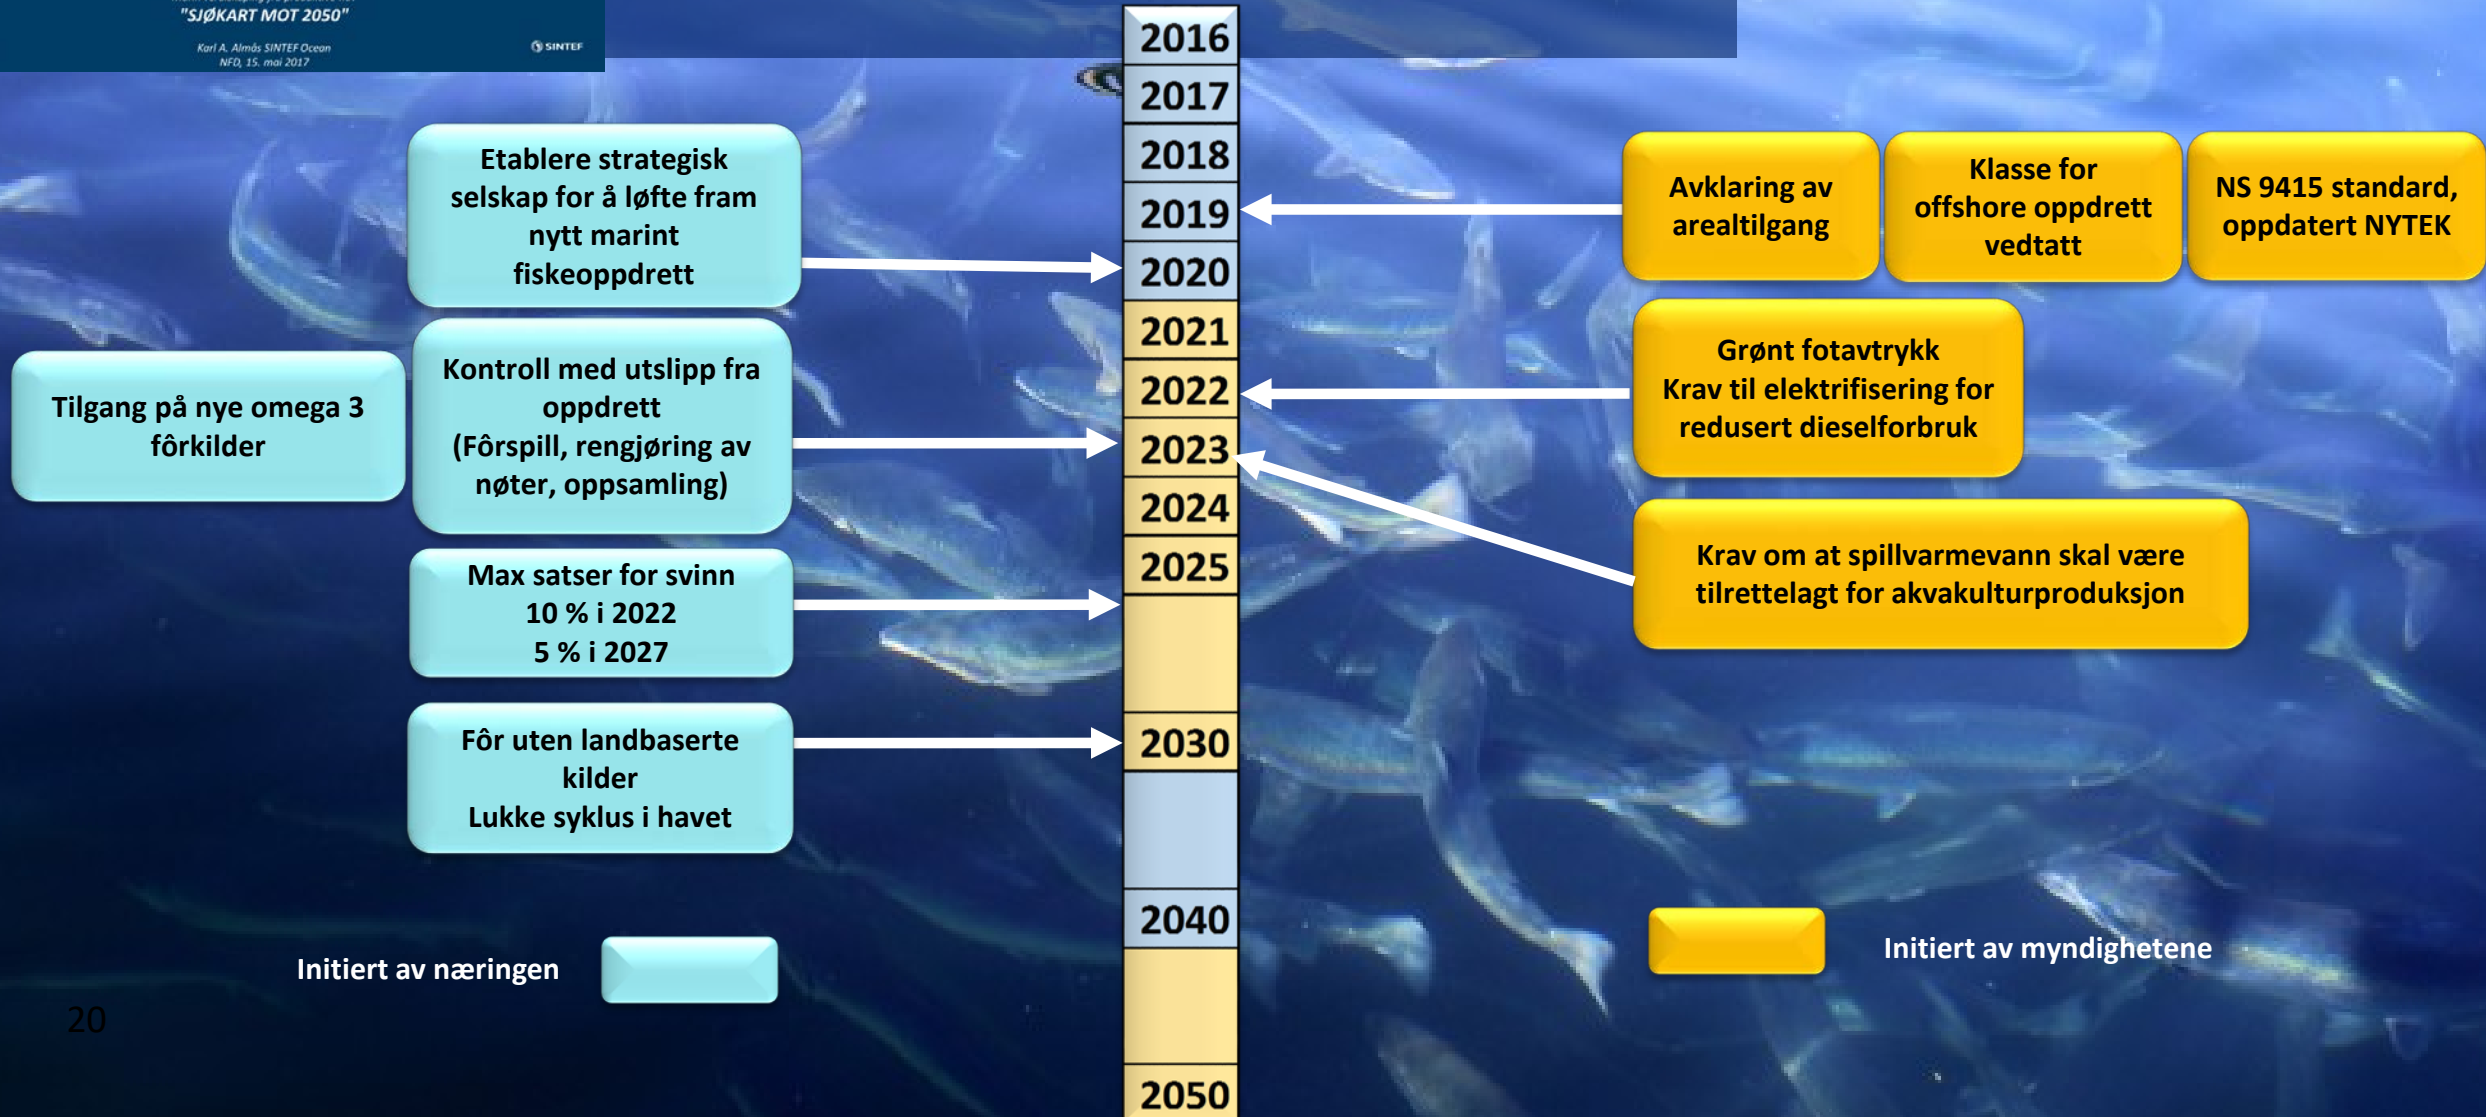 "SJØKART MOT 2050"
Karl A. Almås SINTEF Ocean
NFD, 15. mai 2017
SINTEF
2016
2017
2018
2019
2020
2021
2022
2023
2024
2025
2030
2040
2050
Etablere strategisk
selskap for å løfte fram
nytt marint
fiskeoppdrett
Tilgang på nye omega 3
fôrkilder
Kontroll med utslipp fra
oppdrett
(Fôrspill, rengjøring av
nøter, oppsamling)
Max satser for svinn
10 % i 2022
5 % i 2027
Fôr uten landbaserte
kilder
Lukke syklus i havet
Initiert av næringen
20
Avklaring av
arealtilgang
Klasse for
offshore oppdrett
vedtatt
NS 9415 standard,
oppdatert NYTEK
Grønt fotavtrykk
Krav til elektrifisering for
redusert dieselforbruk
Krav om at spillvarmevann skal være
tilrettelagt for akvakulturproduksjon
Initiert av myndighetene